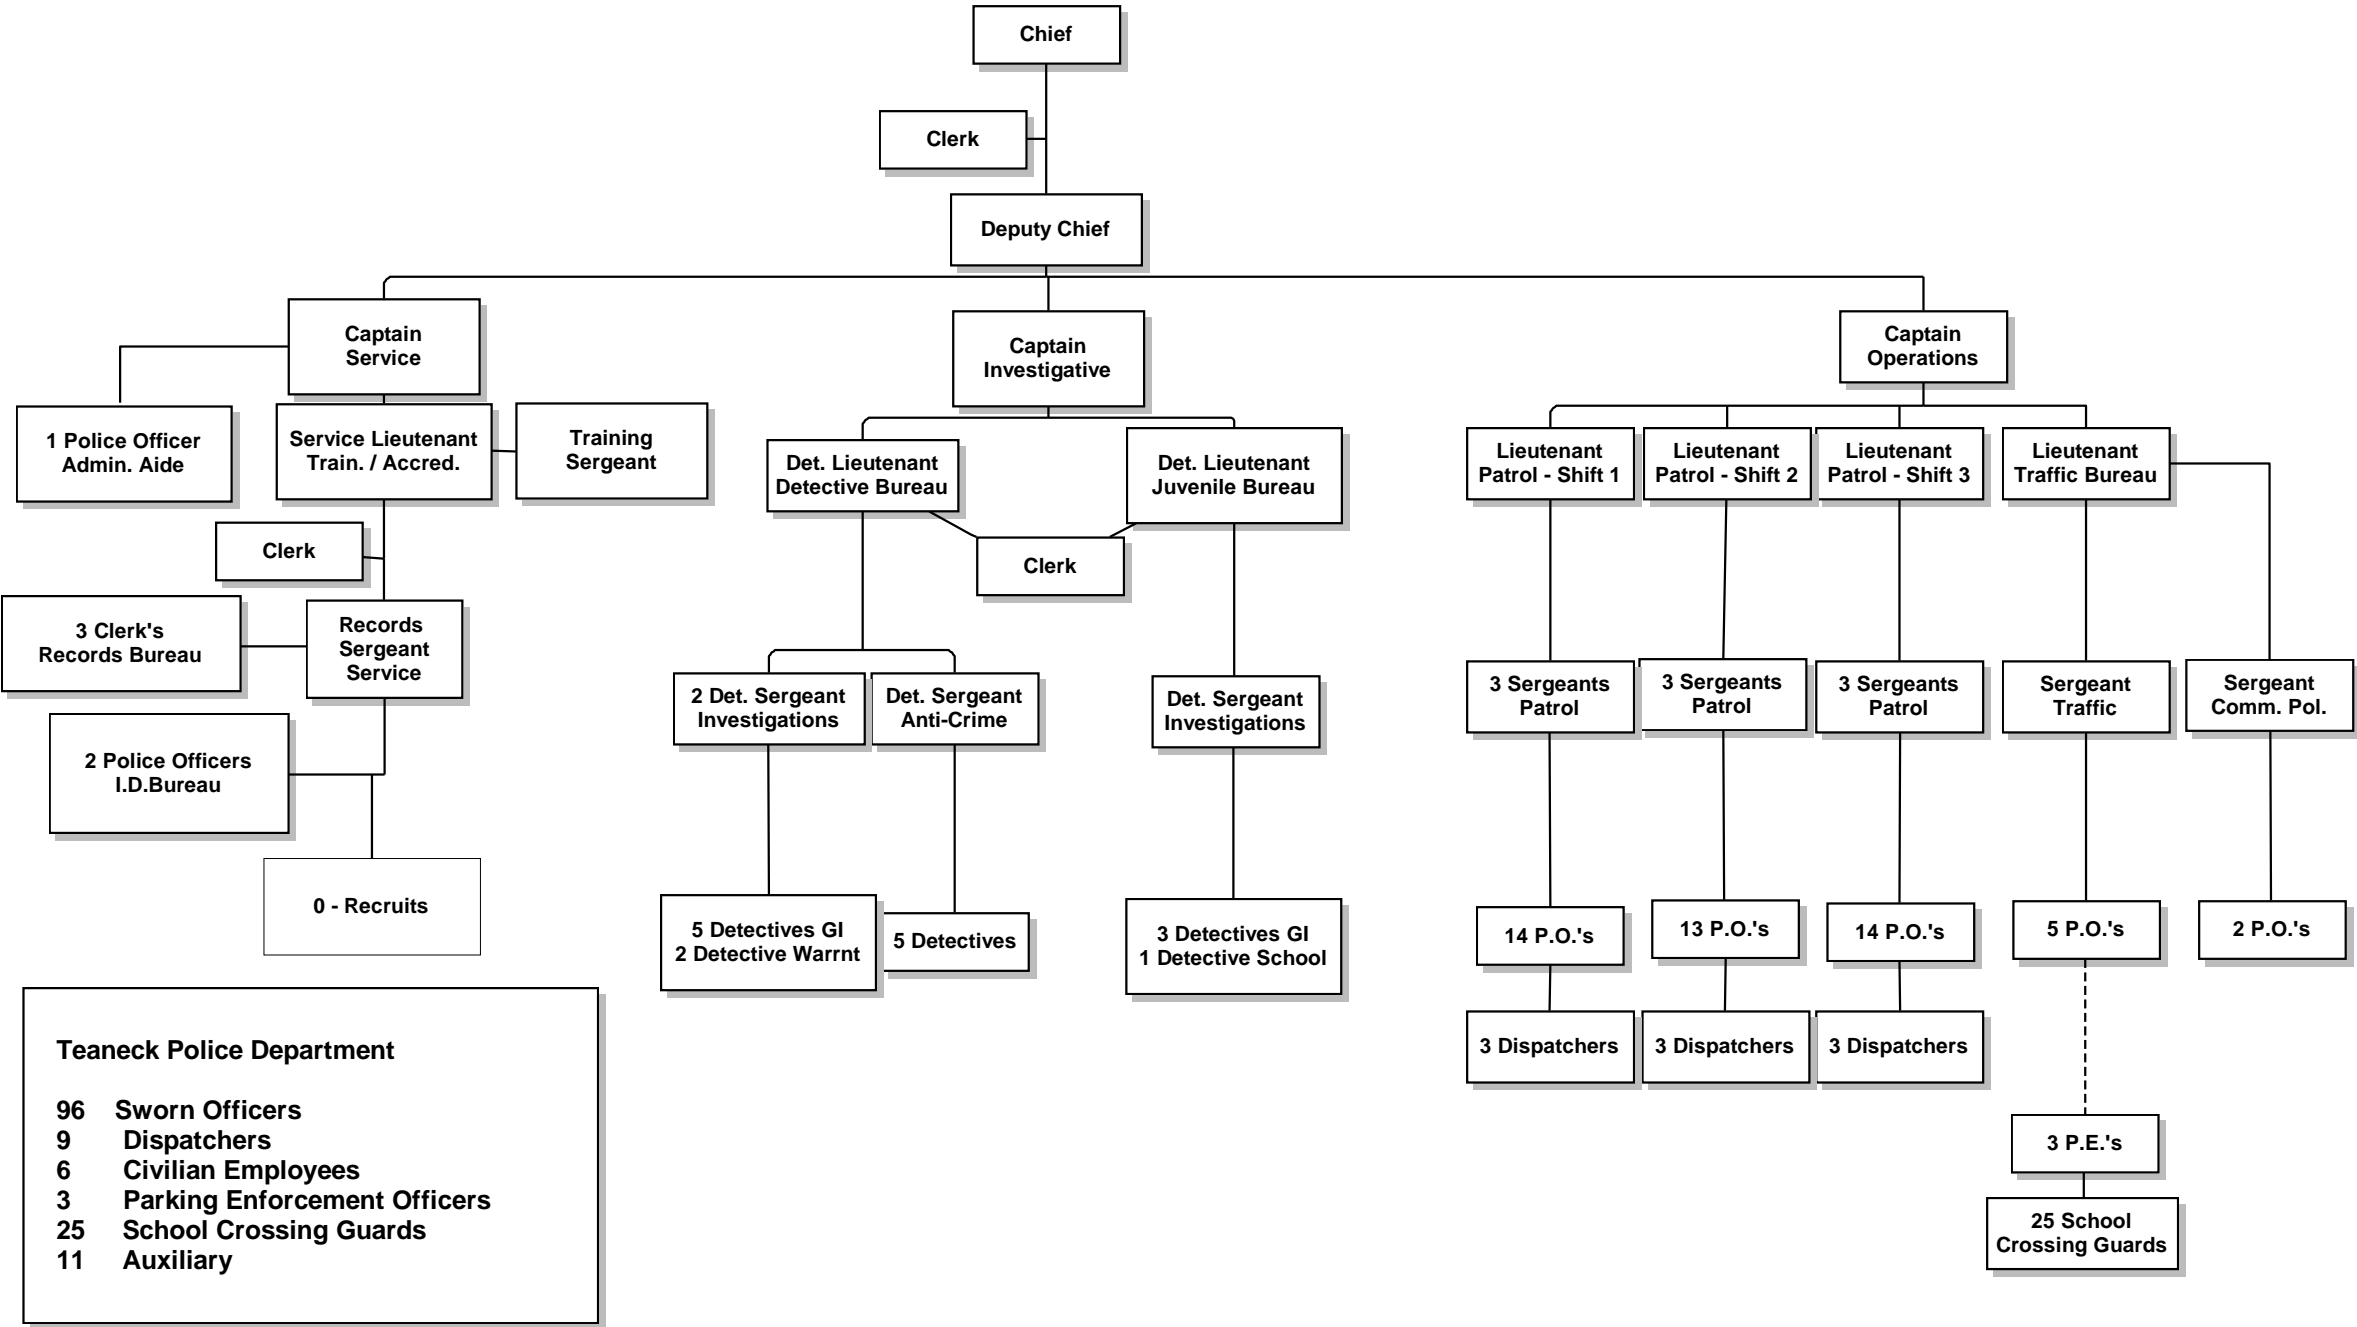 Chief
Clerk
Deputy Chief
Captain
Service
Captain
Investigative
Captain
Operations
1 Police Officer
Admin. Aide
Service Lieutenant
Train. / Accred.
Training
Sergeant
Det. Lieutenant
Detective Bureau
Det. Lieutenant
Juvenile Bureau
Lieutenant
Patrol - Shift 1
Lieutenant
Patrol - Shift 2
Lieutenant
Patrol - Shift 3
Lieutenant
Traffic Bureau
Clerk
Clerk
3 Clerk's
Records Bureau
Records
Sergeant
Service
2 Det. Sergeant
Investigations
Det. Sergeant
Anti-Crime
Det. Sergeant
Investigations
3 Sergeants
Patrol
3 Sergeants
Patrol
3 Sergeants
Patrol
Sergeant
Traffic
Sergeant
Comm. Pol.
2 Police Officers
I.D.Bureau
0 - Recruits
5 Detectives GI
2 Detective Warrnt
5 Detectives
3 Detectives GI
1 Detective School
14 P.O.'s
13 P.O.'s
14 P.O.'s
5 P.O.'s
2 P.O.'s
3 Dispatchers
3 Dispatchers
3 Dispatchers
3 P.E.'s
25 School
Crossing Guards
Teaneck Police Department
96 Sworn Officers
9 Dispatchers
6 Civilian Employees
3 Parking Enforcement Officers
25 School Crossing Guards
11 Auxiliary